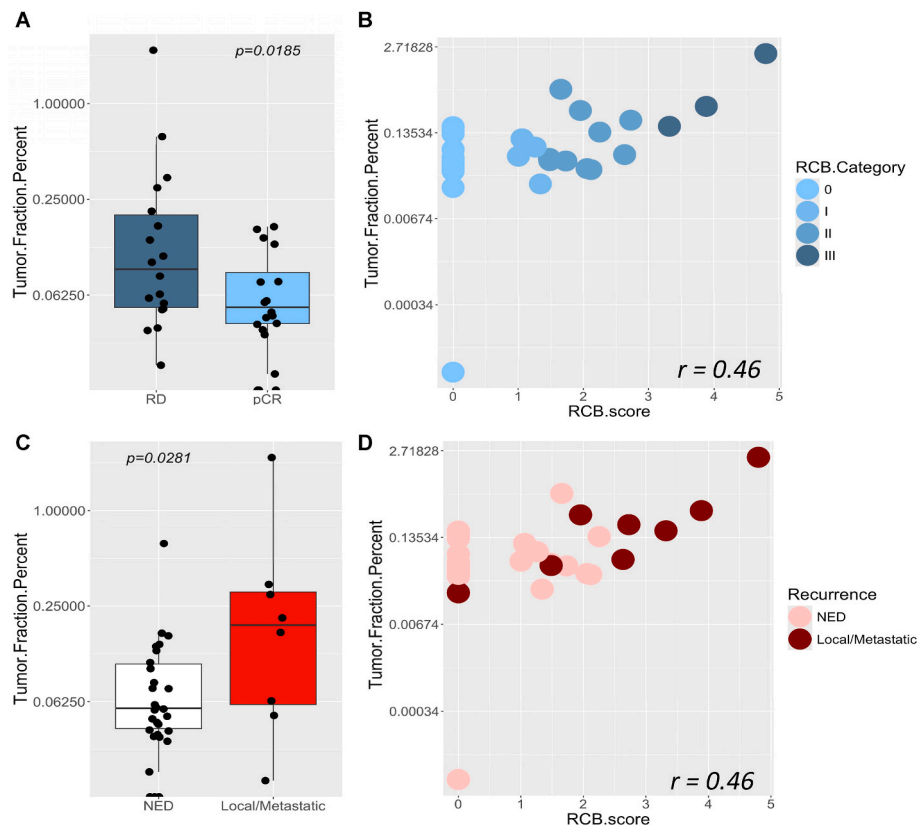 A
p=0.0185
1.00000
0.25000
0.06250
Tumor.Fraction.Percent
RD
pCR
B
2.71828
0.13534
0.00674
0.00034
Tumor.Fraction.Percent
r = 0.46
0
1
2
3
4
5
RCB.score
RCB.Category
0
I
II
III
C
p=0.0281
1.00000
0.25000
0.06250
Tumor.Fraction.Percent
NED
Local/Metastatic
D
2.71828
0.13534
0.00674
0.00034
Tumor.Fraction.Percent
r = 0.46
0
1
2
3
4
5
RCB.score
Recurrence
NED
Local/Metastatic